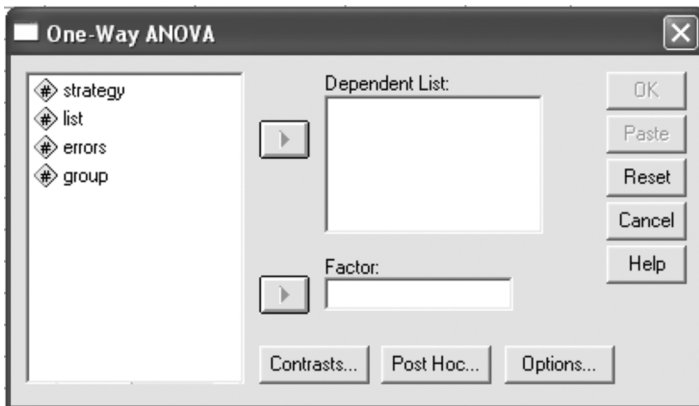 One-Way ANOVA
strategy
list
errors
group
Dependent List:
Factor:
OK
Paste
Reset
Cancel
Help
Contrasts...
Post Hoc...
Options...